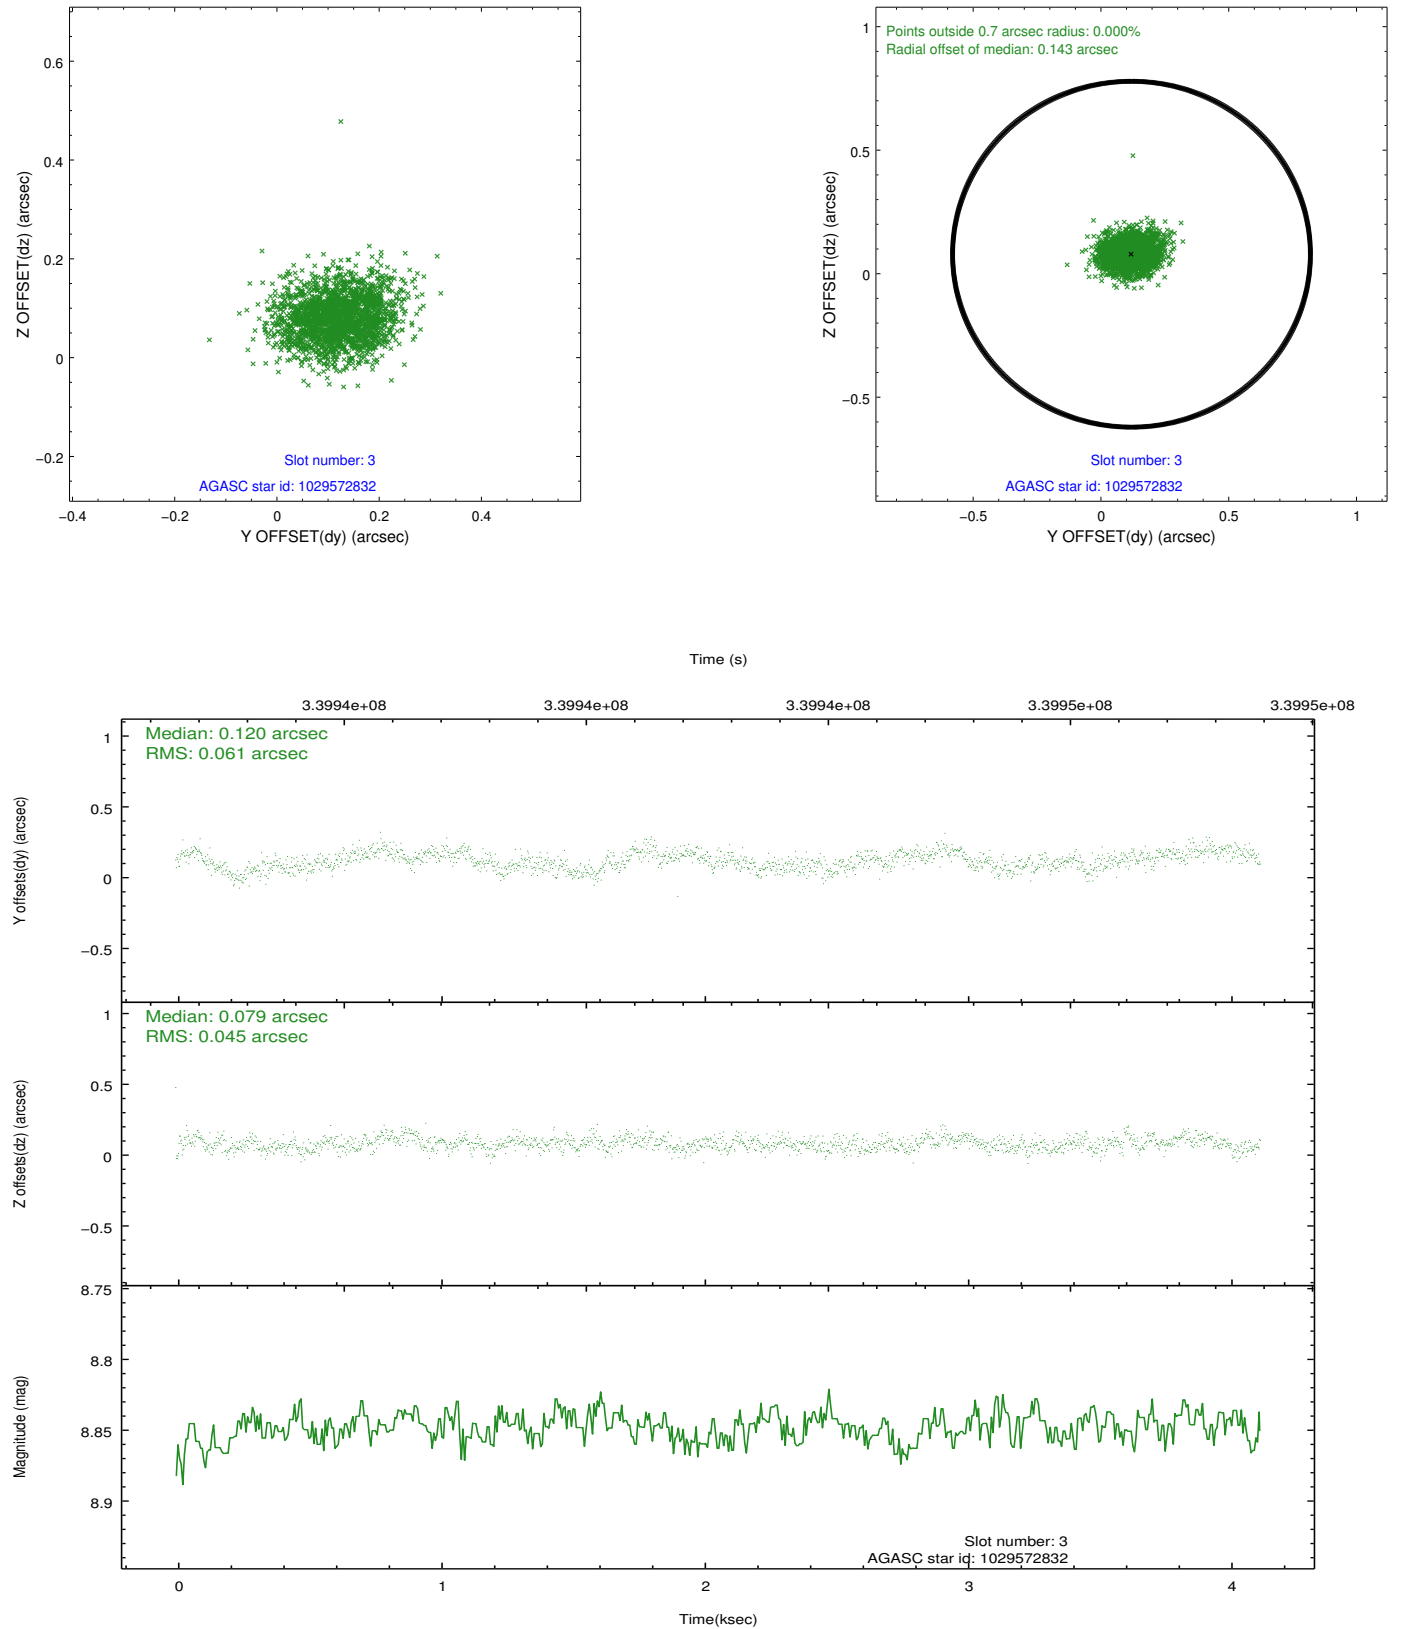 Z OFFSET(dz) (arcsec)
0.6
0.4
0.2
0
−0.2
Slot number: 3
AGASC star id: 1029572832
−0.4 −0.2 0 0.2 0.4
Y OFFSET(dy) (arcsec)
Points outside 0.7 arcsec radius: 0.000%
Radial offset of median: 0.143 arcsec
Z OFFSET(dz) (arcsec)
1
0.5
0
−0.5
Slot number: 3
AGASC star id: 1029572832
−0.5 0 0.5 1
Y OFFSET(dy) (arcsec)
Time (s)
3.3994e+08 3.3994e+08 3.3994e+08 3.3995e+08 3.3995e+08
Median: 0.120 arcsec
RMS: 0.061 arcsec
Y offsets(dy) (arcsec)
1
0.5
0
−0.5
Median: 0.079 arcsec
RMS: 0.045 arcsec
Z offsets(dz) (arcsec)
1
0.5
0
−0.5
Magnitude (mag)
8.75
8.8
8.85
8.9
Slot number: 3
AGASC star id: 1029572832
0 1 2 3 4
Time(ksec)